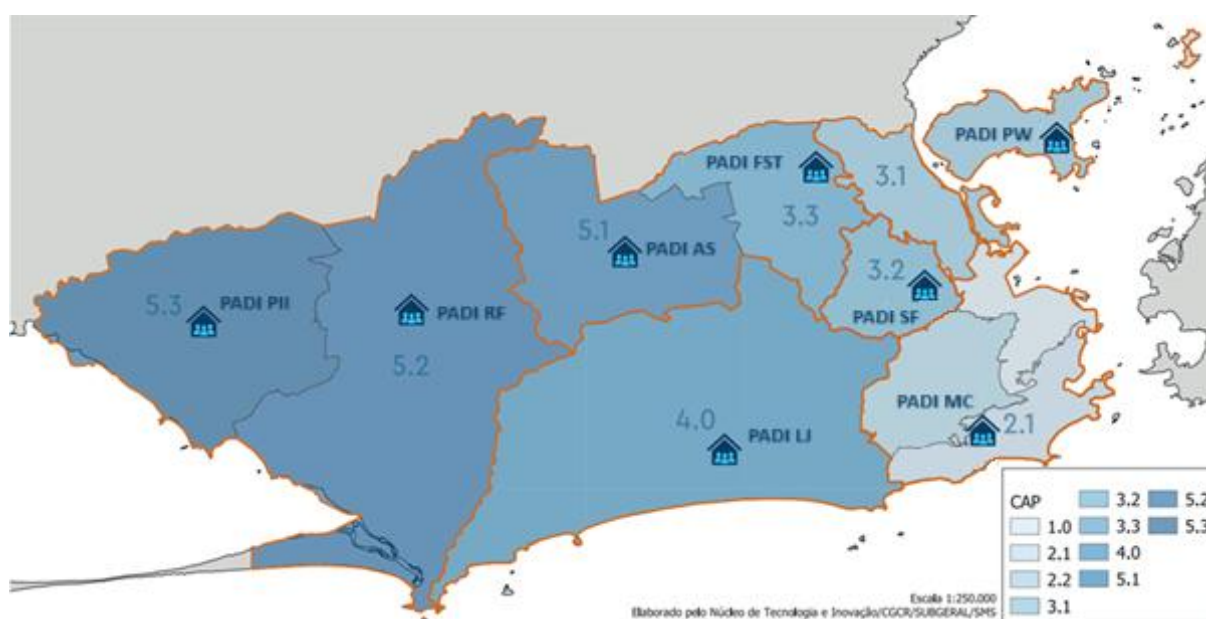 PADI PW
PADI FST
3.1
3.3
5.1
PADI AS
3.2
5.3
PADI PII
PADI RF
PADI SF
5.2
PADI MC
4.0
PADI LJ
2.1
CAP
1.0
2.1
2.2
3.1
3.2
3.3
4.0
5.1
5.2
5.3
Escala 1:250.000
Elaborado pelo Núcleo de Tecnologia e Inovação/CGCR/SUBGERAL/SMS